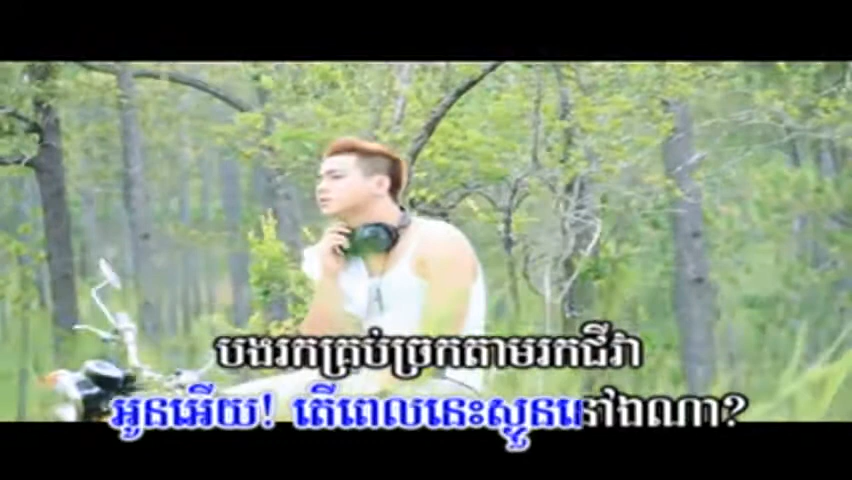 បងរកគ្រប់ច្រកតាមរកជីវា
អូនអើយ! តើពេលនេះស្ងួននៅឯណា?